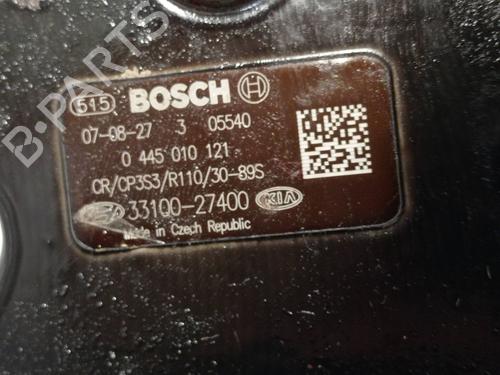 B-PARTS
515 BOSCH
07-08-27 3 05540
0 445 010 121
CR/CP3S3/R110/30-89S
33100-27400 KIA
Made in Czech Republic